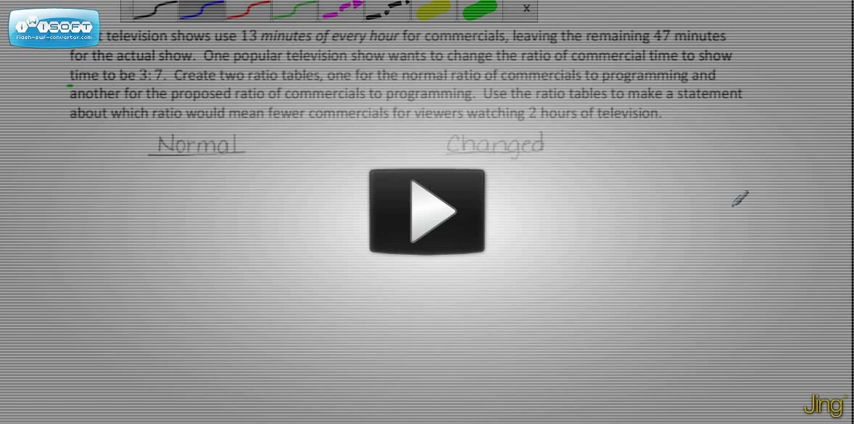 x
iWiSOFT
flash-swf-converter.com
television shows use 13 minutes of every hour for commercials, leaving the remaining 47 minutes
for the actual show. One popular television show wants to change the ratio of commercial time to show
time to be 3: 7. Create two ratio tables, one for the normal ratio of commercials to programming and
another for the proposed ratio of commercials to programming. Use the ratio tables to make a statement
about which ratio would mean fewer commercials for viewers watching 2 hours of television.
Normal Changed
Jing